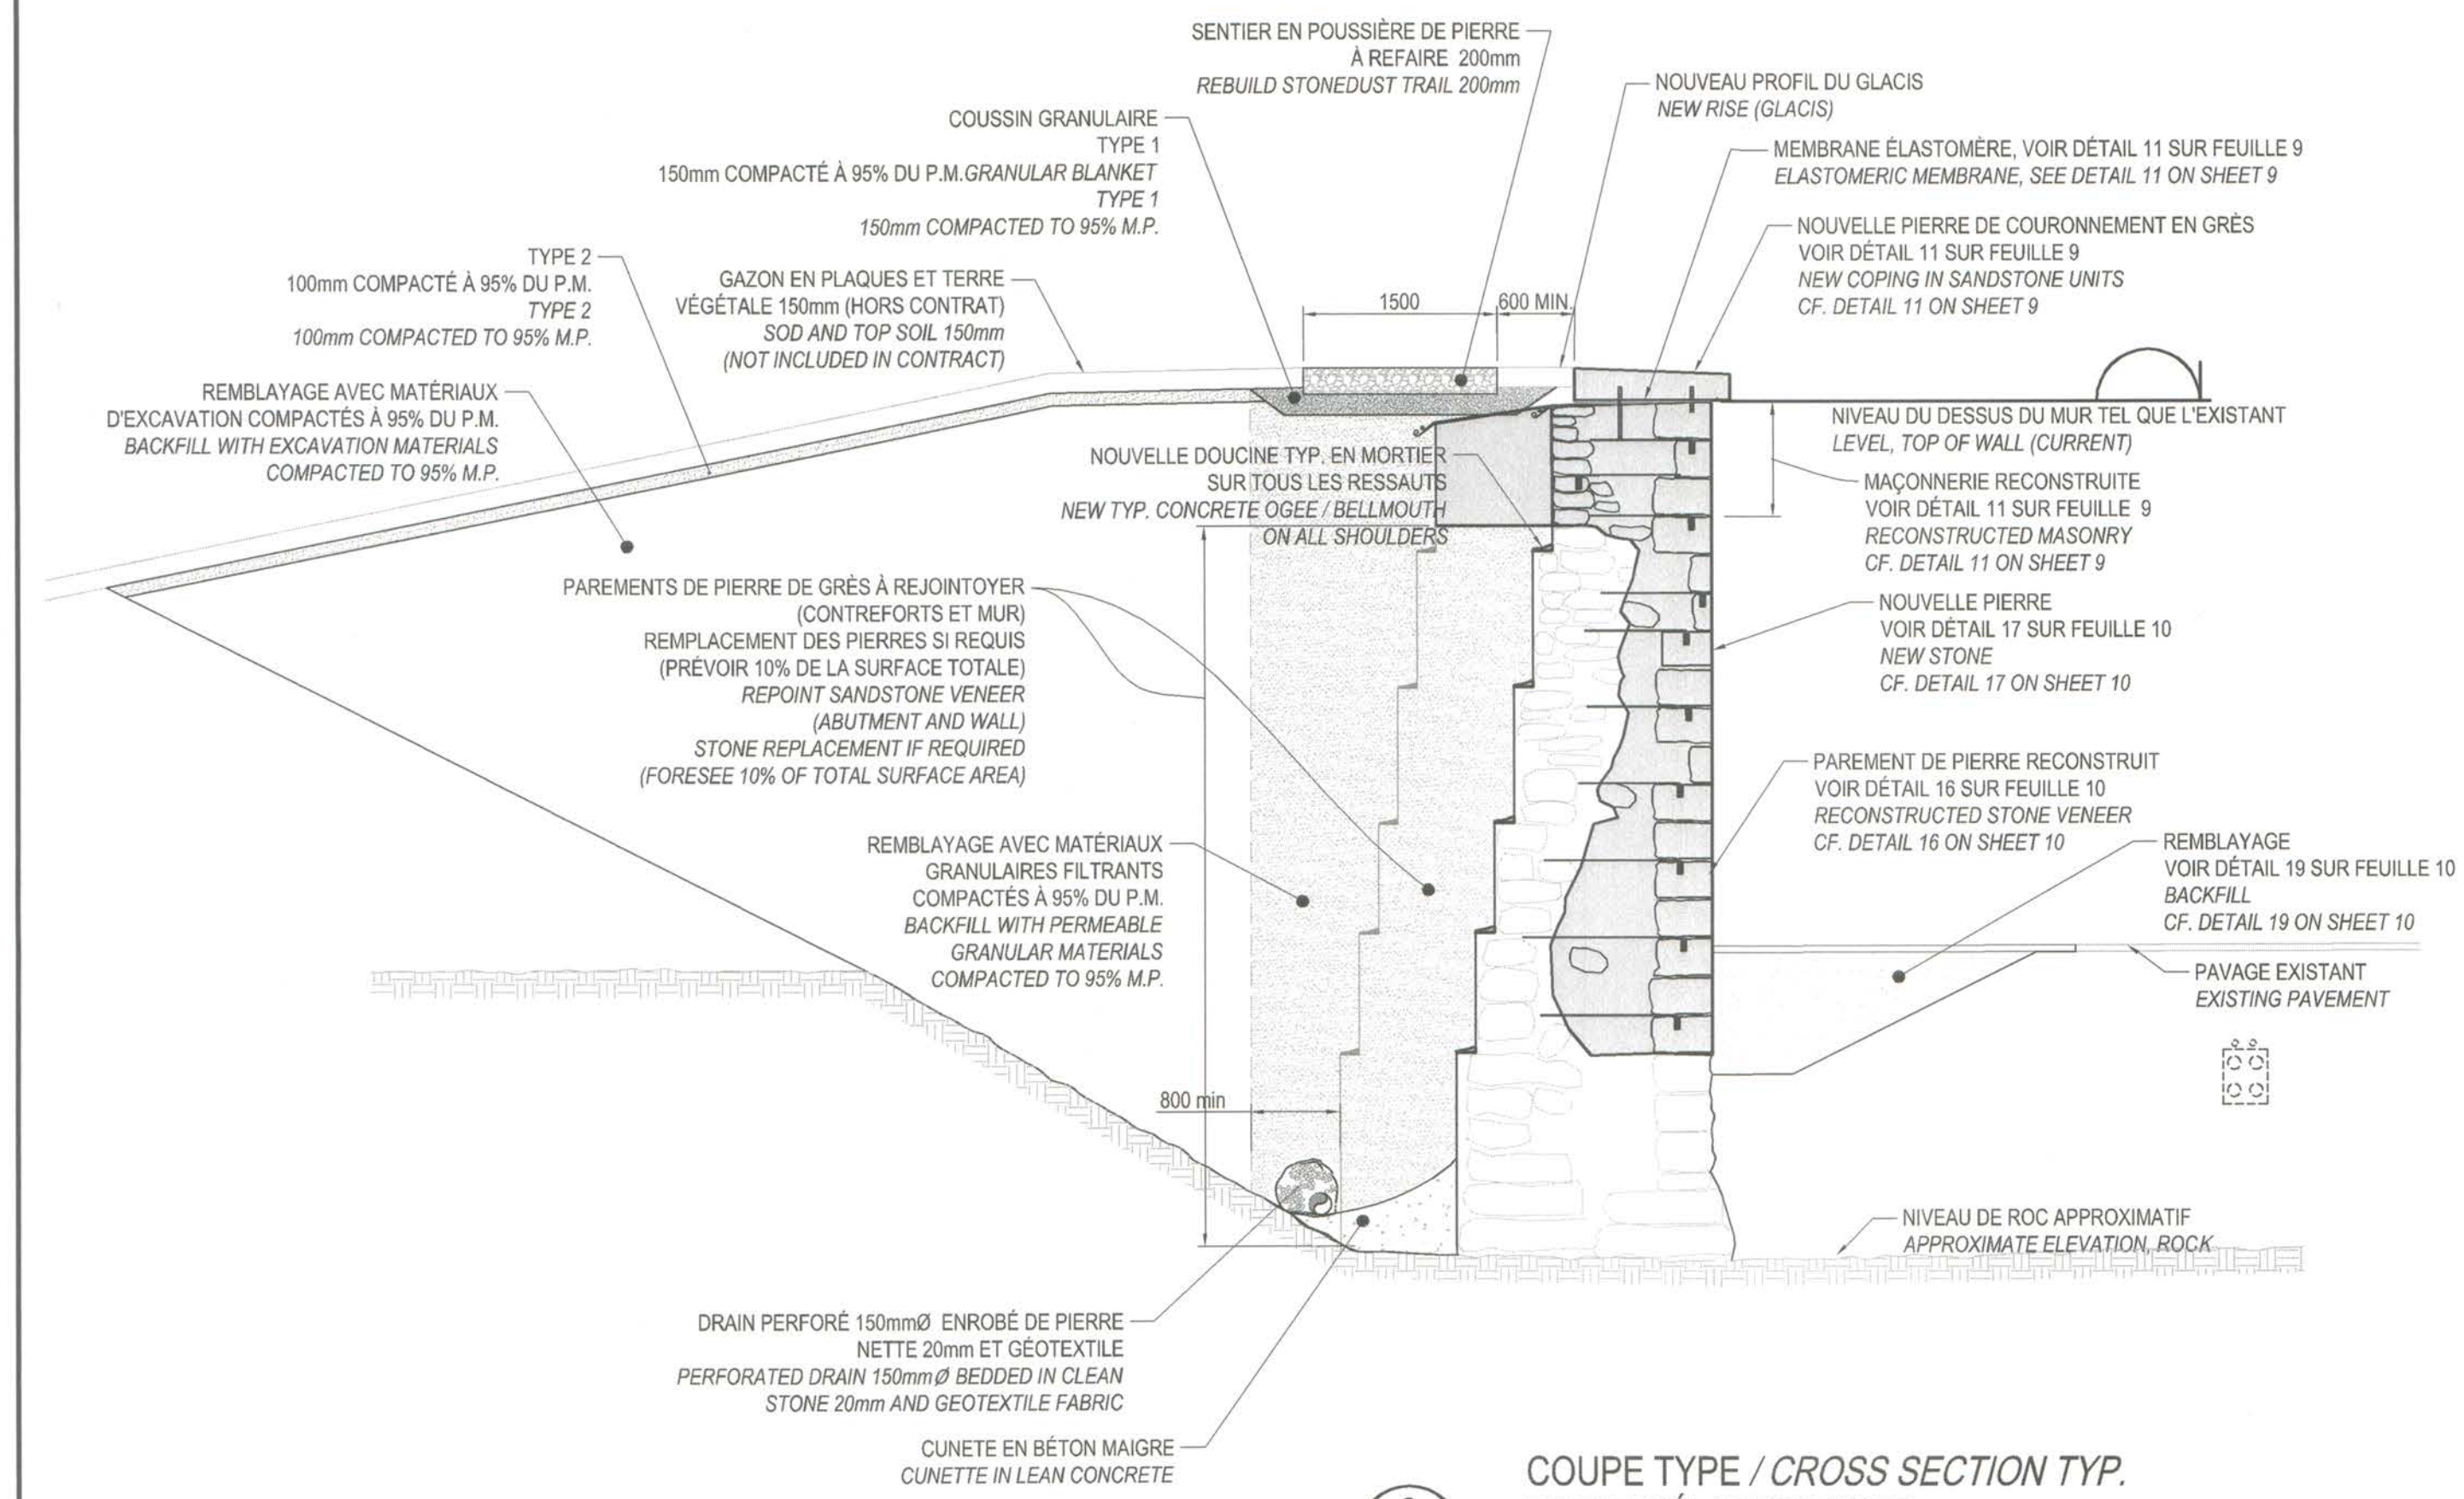 SENTIER EN POUSSIÈRE DE PIERRE
À REFAIRE 200mm
REBUILD STONEDUST TRAIL 200mm
NOUVEAU PROFIL DU GLACIS
NEW RISE (GLACIS)
COUSSIN GRANULAIRE
TYPE 1
150mm COMPACTÉ À 95% DU P.M. GRANULAR BLANKET
TYPE 1
150mm COMPACTED TO 95% M.P.
MEMBRANE ÉLASTOMÈRE, VOIR DÉTAIL 11 SUR FEUILLE 9
ELASTOMERIC MEMBRANE, SEE DETAIL 11 ON SHEET 9
NOUVELLE PIERRE DE COURONNEMENT EN GRÈS
VOIR DÉTAIL 11 SUR FEUILLE 9
NEW COPING IN SANDSTONE UNITS
CF. DETAIL 11 ON SHEET 9
TYPE 2
100mm COMPACTÉ À 95% DU P.M.
TYPE 2
100mm COMPACTED TO 95% M.P.
GAZON EN PLAQUES ET TERRE
VÉGÉTALE 150mm (HORS CONTRAT)
SOD AND TOP SOIL 150mm
(NOT INCLUDED IN CONTRACT)
1500
600 MIN.
REMBLAYAGE AVEC MATÉRIAUX
D'EXCAVATION COMPACTÉS À 95% DU P.M.
BACKFILL WITH EXCAVATION MATERIALS
COMPACTED TO 95% M.P.
NIVEAU DU DESSUS DU MUR TEL QUE L'EXISTANT
LEVEL, TOP OF WALL (CURRENT)
NOUVELLE DOUCINE TYP. EN MORTIER
SUR TOUS LES RESSAUTS
NEW TYP. CONCRETE OGEE / BELLMOUTH
ON ALL SHOULDERS
MAÇONNERIE RECONSTRUITE
VOIR DÉTAIL 11 SUR FEUILLE 9
RECONSTRUCTED MASONRY
CF. DETAIL 11 ON SHEET 9
PAREMENTS DE PIERRE DE GRÈS À REJOINTOYER
(CONTREFORTS ET MUR)
REMPLACEMENT DES PIERRES SI REQUIS
(PRÉVOIR 10% DE LA SURFACE TOTALE)
REPOINT SANDSTONE VENEER
(ABUTMENT AND WALL)
STONE REPLACEMENT IF REQUIRED
(FORESEE 10% OF TOTAL SURFACE AREA)
NOUVELLE PIERRE
VOIR DÉTAIL 17 SUR FEUILLE 10
NEW STONE
CF. DETAIL 17 ON SHEET 10
PAREMENT DE PIERRE RECONSTRUIT
VOIR DÉTAIL 16 SUR FEUILLE 10
RECONSTRUCTED STONE VENEER
CF. DETAIL 16 ON SHEET 10
REMBLAYAGE AVEC MATÉRIAUX
GRANULAIRES FILTRANTS
COMPACTÉS À 95% DU P.M.
BACKFILL WITH PERMEABLE
GRANULAR MATERIALS
COMPACTED TO 95% M.P.
REMBLAYAGE
VOIR DÉTAIL 19 SUR FEUILLE 10
BACKFILL
CF. DETAIL 19 ON SHEET 10
PAVAGE EXISTANT
EXISTING PAVEMENT
800 min
NIVEAU DE ROC APPROXIMATIF
APPROXIMATE ELEVATION, ROCK
DRAIN PERFORÉ 150mmØ ENROBÉ DE PIERRE
NETTE 20mm ET GÉOTEXTILE
PERFORATED DRAIN 150mmØ BEDDED IN CLEAN
STONE 20mm AND GEOTEXTILE FABRIC
CUNETE EN BÉTON MAIGRE
CUNETTE IN LEAN CONCRETE
COUPE TYPE / CROSS SECTION TYP.